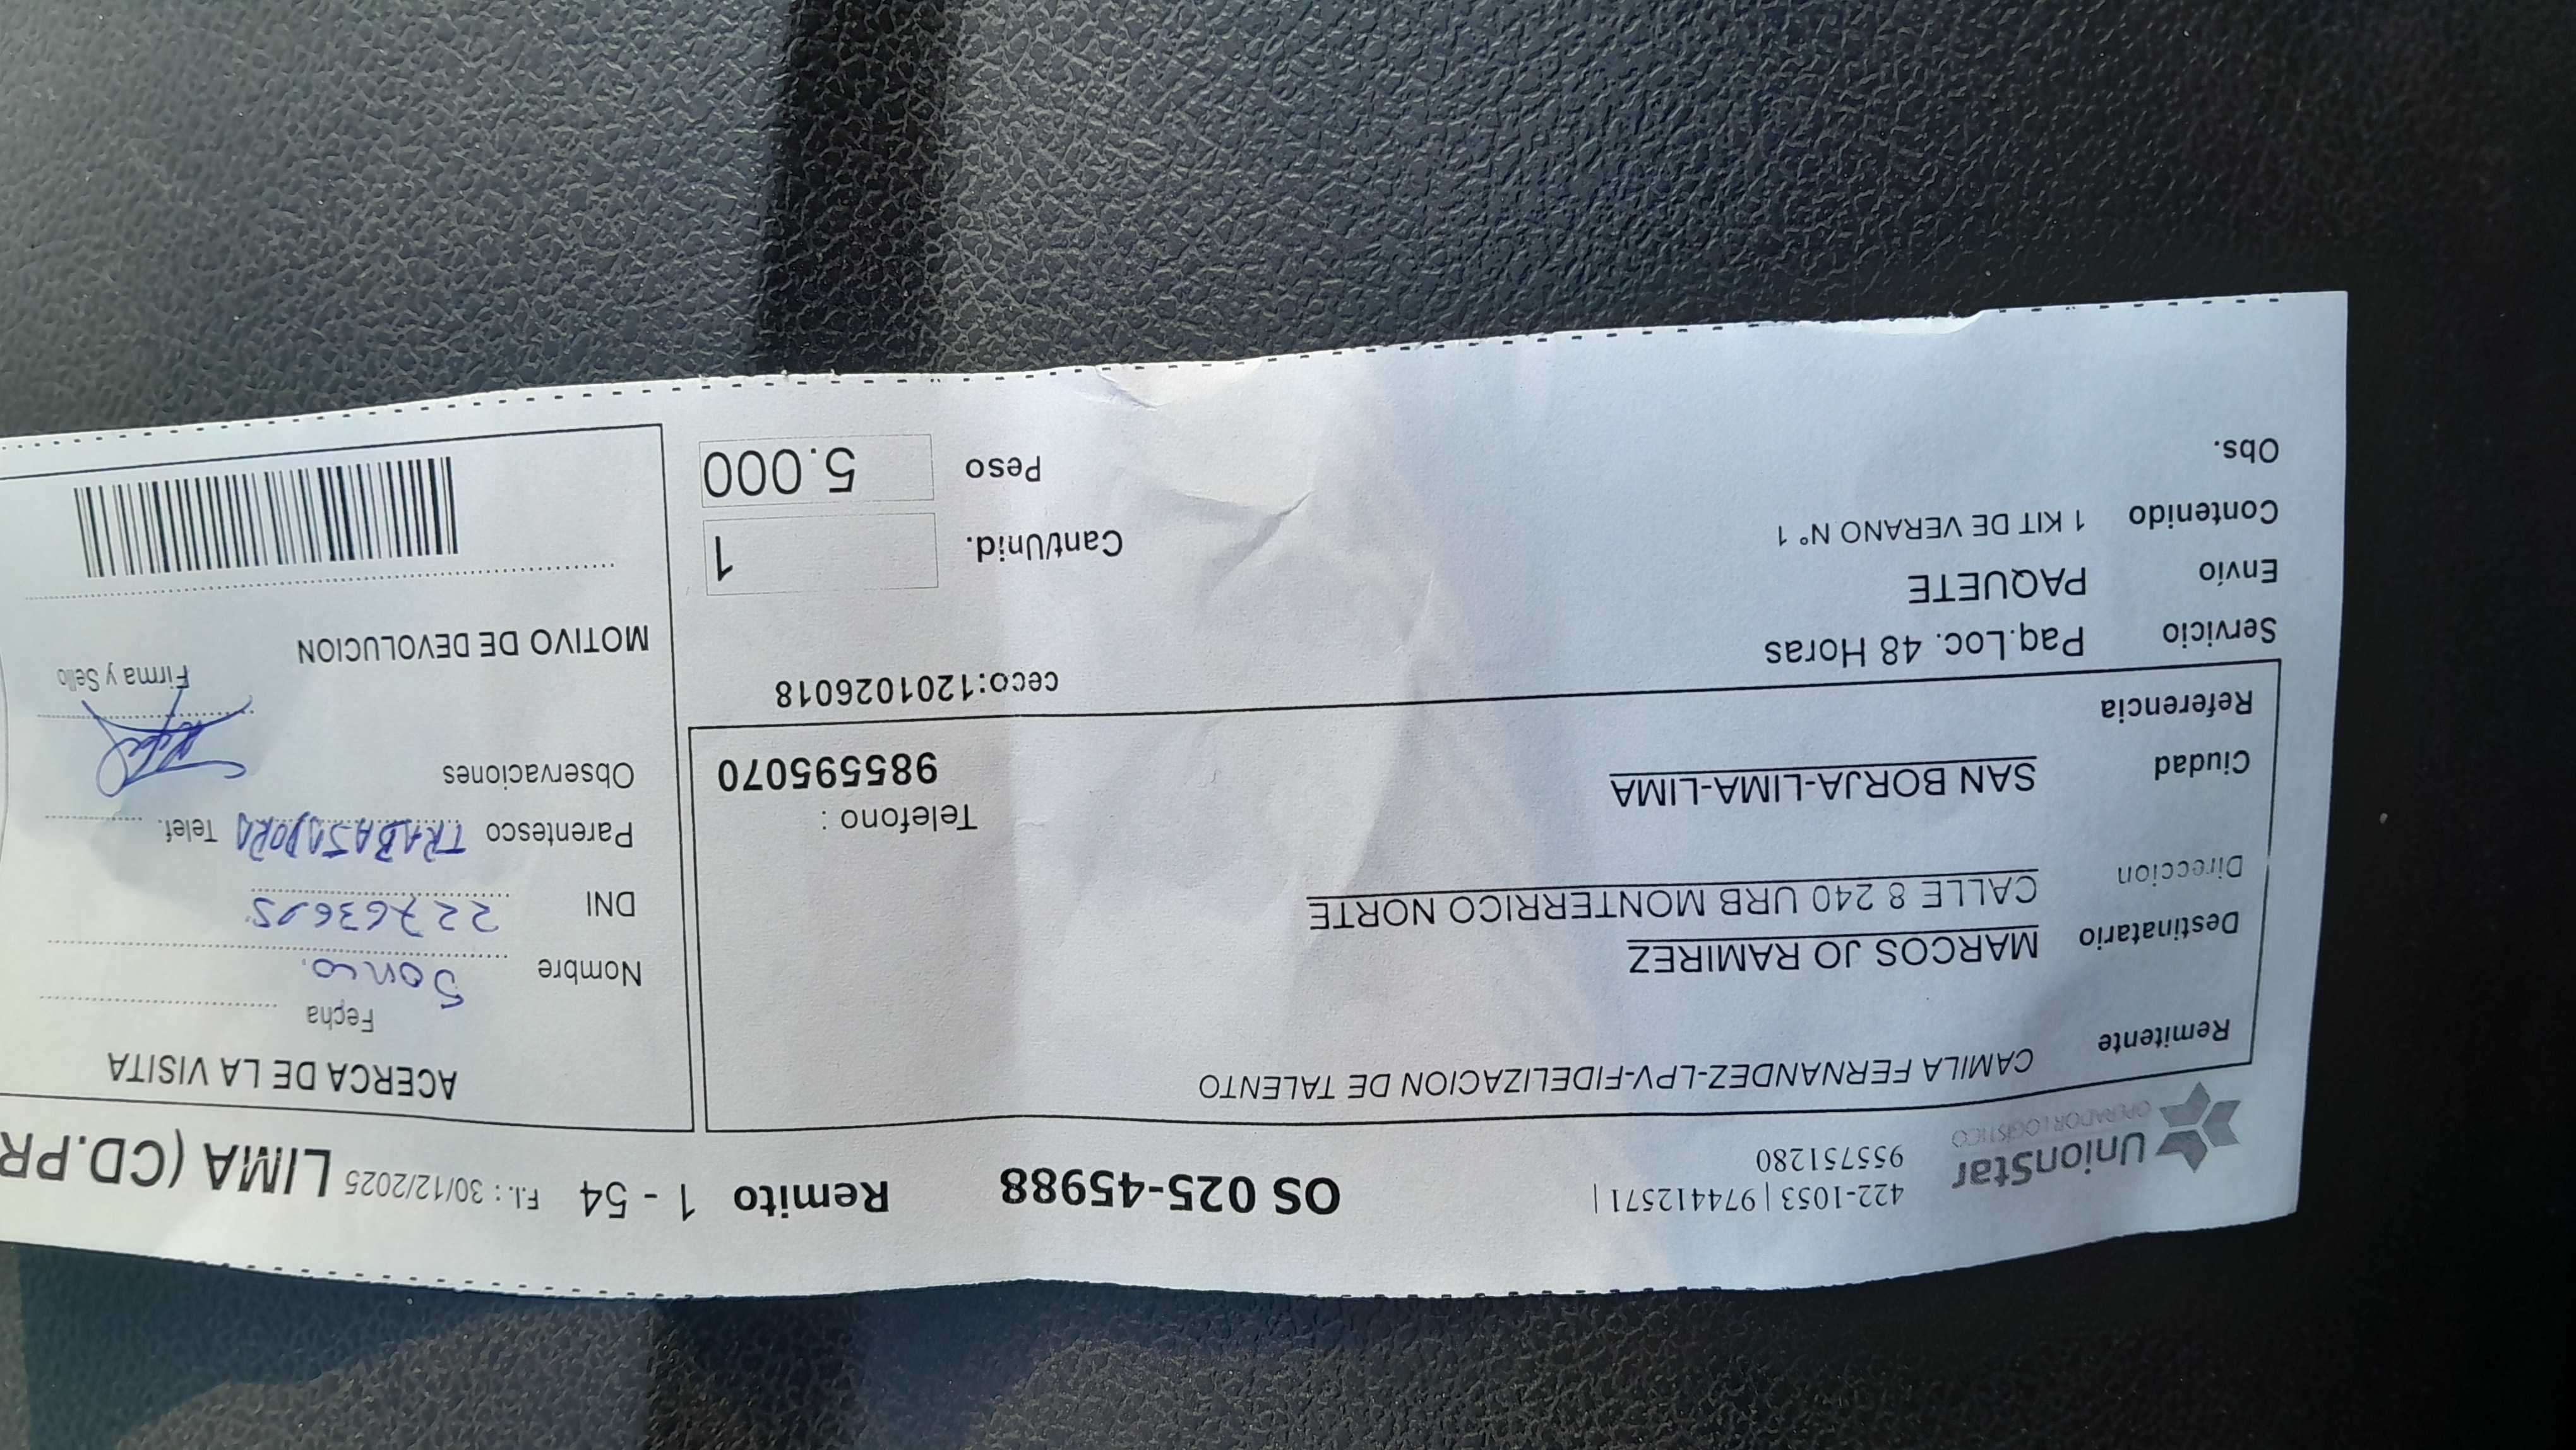 UnionStar
OPERADOR LOGISTICO
422-1053 | 974412571 |
955751280
OS 025-45988
Remito 1 - 54
F.I.: 30/12/2025
LIMA (CD.PR
Remitente CAMILA FERNANDEZ-LPV-FIDELIZACION DE TALENTO
Destinatario MARCOS JO RAMIREZ
Direccion CALLE 8 240 URB MONTERRICO NORTE
Ciudad SAN BORJA-LIMA-LIMA
Telefono :
985595070
Referencia
Servicio Paq.Loc. 48 Horas
ceco:1201026018
Envío PAQUETE
Contenido 1 KIT DE VERANO N° 1
Obs.
Cant/Unid. 1
Peso 5.000
ACERCA DE LA VISITA
Fecha
Nombre
DNI
Parentesco TRABAJADORA Telef.
Observaciones
Firma y Sello
MOTIVO DE DEVOLUCION